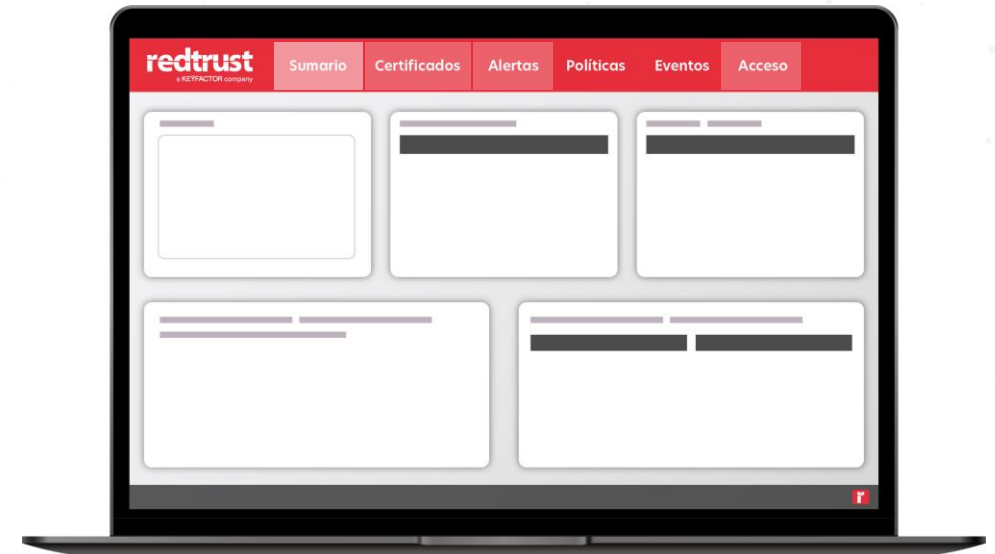 redtrust
a KEYFACTOR company
Sumario Certificados Alertas Políticas Eventos Acceso
r